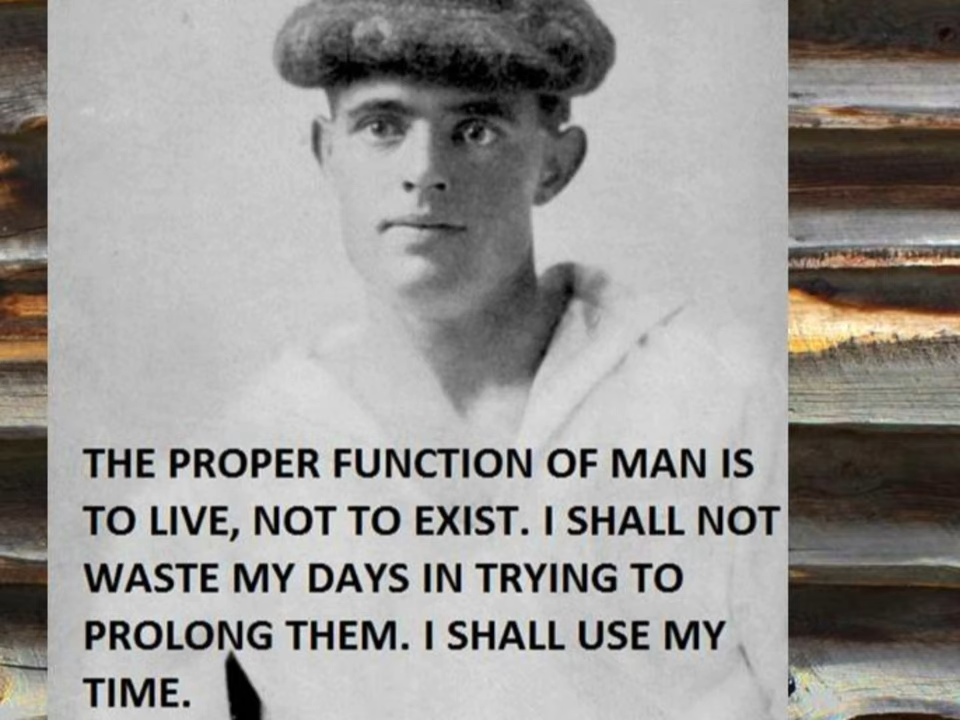 THE PROPER FUNCTION OF MAN IS
TO LIVE, NOT TO EXIST. I SHALL NOT
WASTE MY DAYS IN TRYING TO
PROLONG THEM. I SHALL USE MY
TIME.